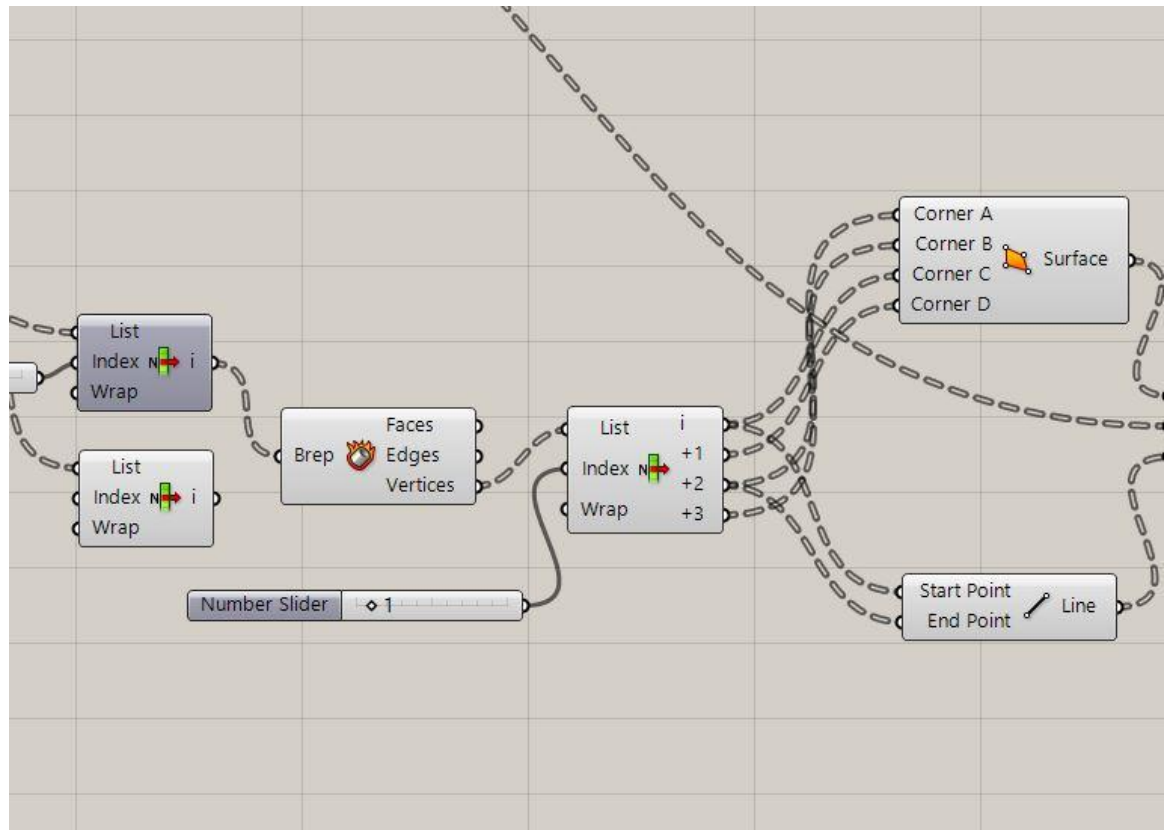 Corner A
Corner B
Corner C
Corner D
Surface
List
Index N i
Wrap
List
Index N i
Wrap
Brep
Faces
Edges
Vertices
List
Index N
Wrap
i
+1
+2
+3
Number Slider 1
Start Point
End Point
Line